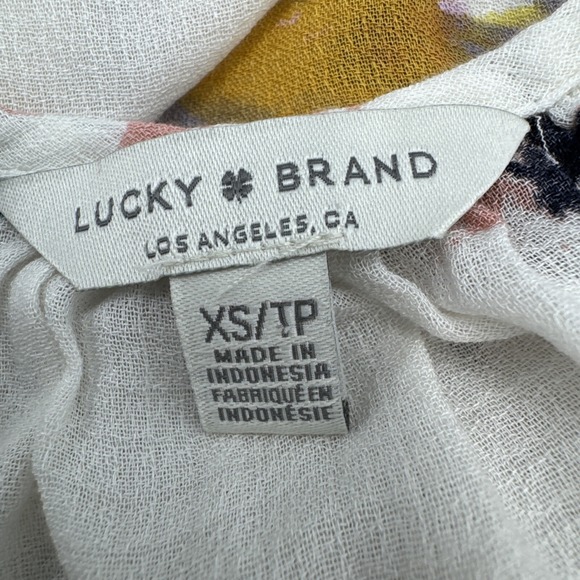 LUCKY BRAND
LOS ANGELES, CA
XS/TP
MADE IN
INDONESIA
FABRIQUÉ EN
INDONÉSIE